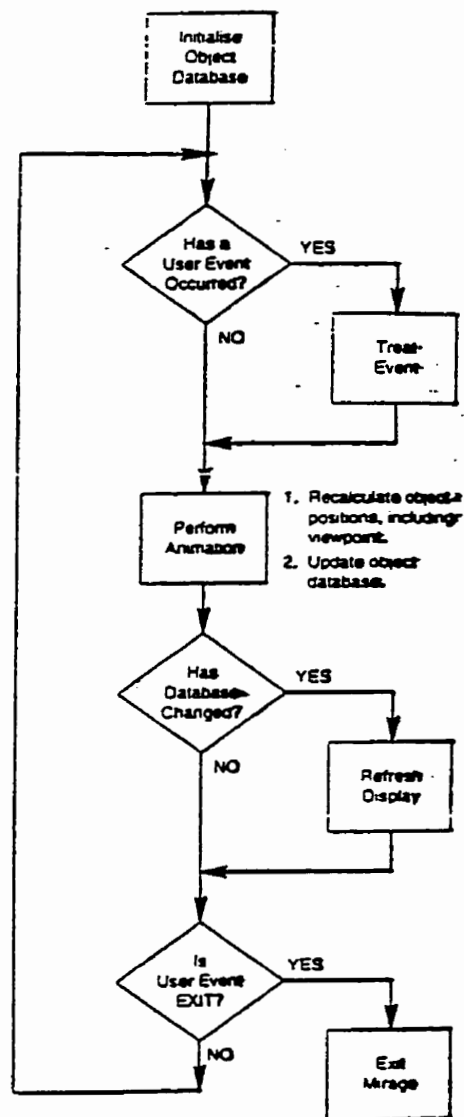 Initialise
Object
Database
Has a
User Event
Occurred?
YES
NO
Treat
Event
Perform
Animation
1. Recalculate object
positions, including
viewpoint.
2. Update object
database.
Has
Database
Changed?
YES
NO
Refresh
Display
Is
User Event
EXIT?
YES
NO
Exit
Mirage